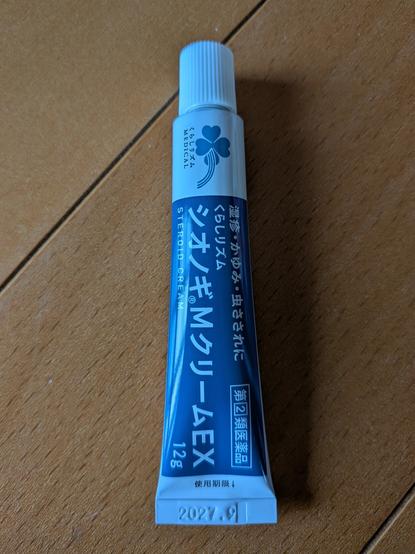 くらしリズム
MEDICAL
湿疹・かゆみ・虫さされに
くらしリズム
シオノギ® MクリームEX
STEROID CREAM
第②類医薬品
12g
使用期限↑
2027.9